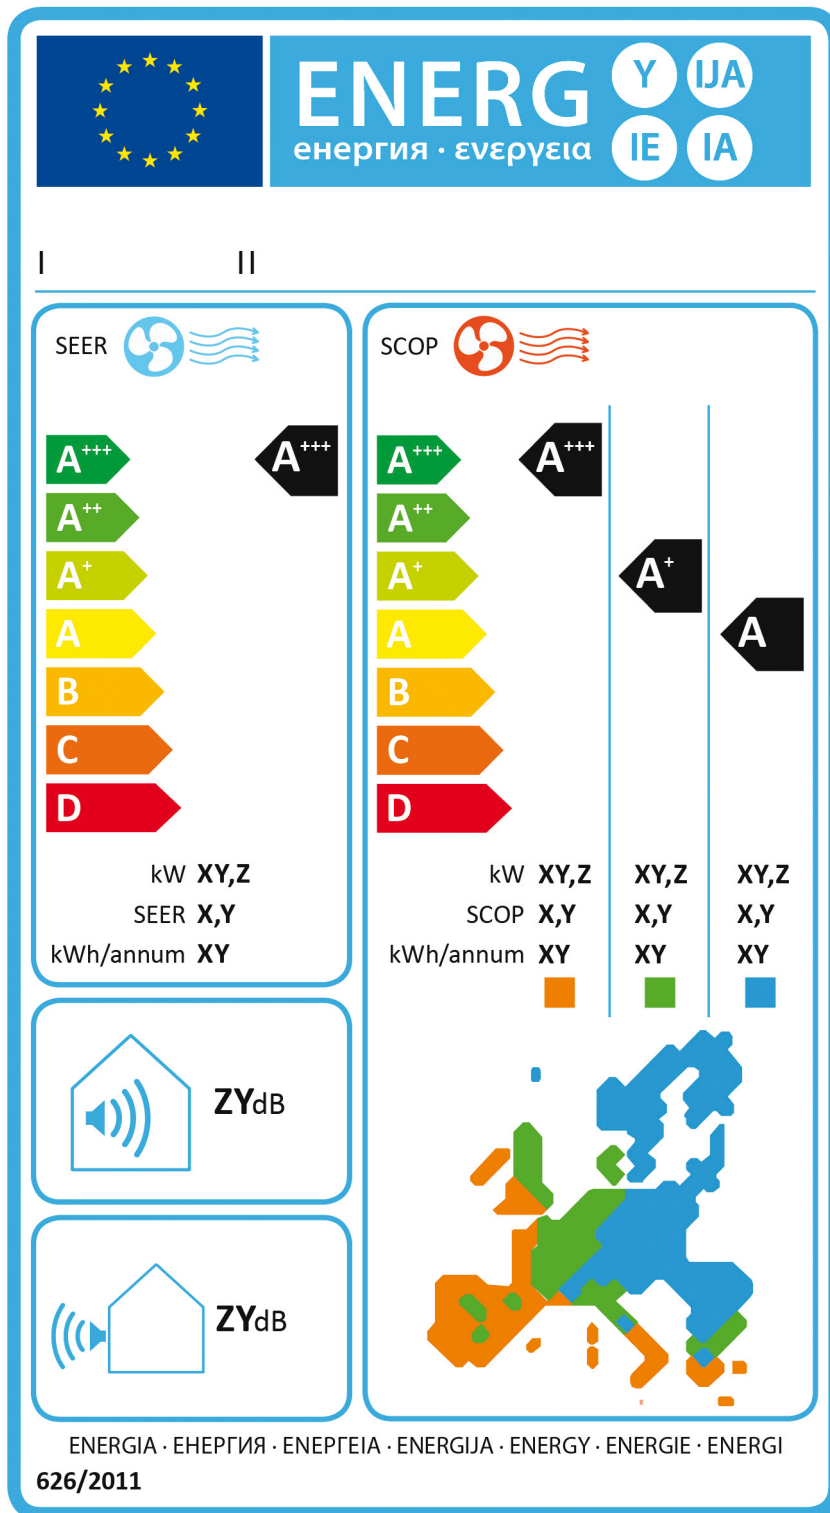 ENERG Y IJA
енергия · ενεργεια IE IA
I II
SEER
A+++ A+++
A++
A+
A
B
C
D
kW XY,Z
SEER X,Y
kWh/annum XY
SCOP
A+++ A+++
A++
A+ A+
A A
B
C
D
kW XY,Z XY,Z XY,Z
SCOP X,Y X,Y X,Y
kWh/annum XY XY XY
ZYdB
ZYdB
ENERGIA · ЕНЕРГИЯ · ΕΝΕΡΓΕΙΑ · ENERGIJA · ENERGY · ENERGIE · ENERGI
626/2011